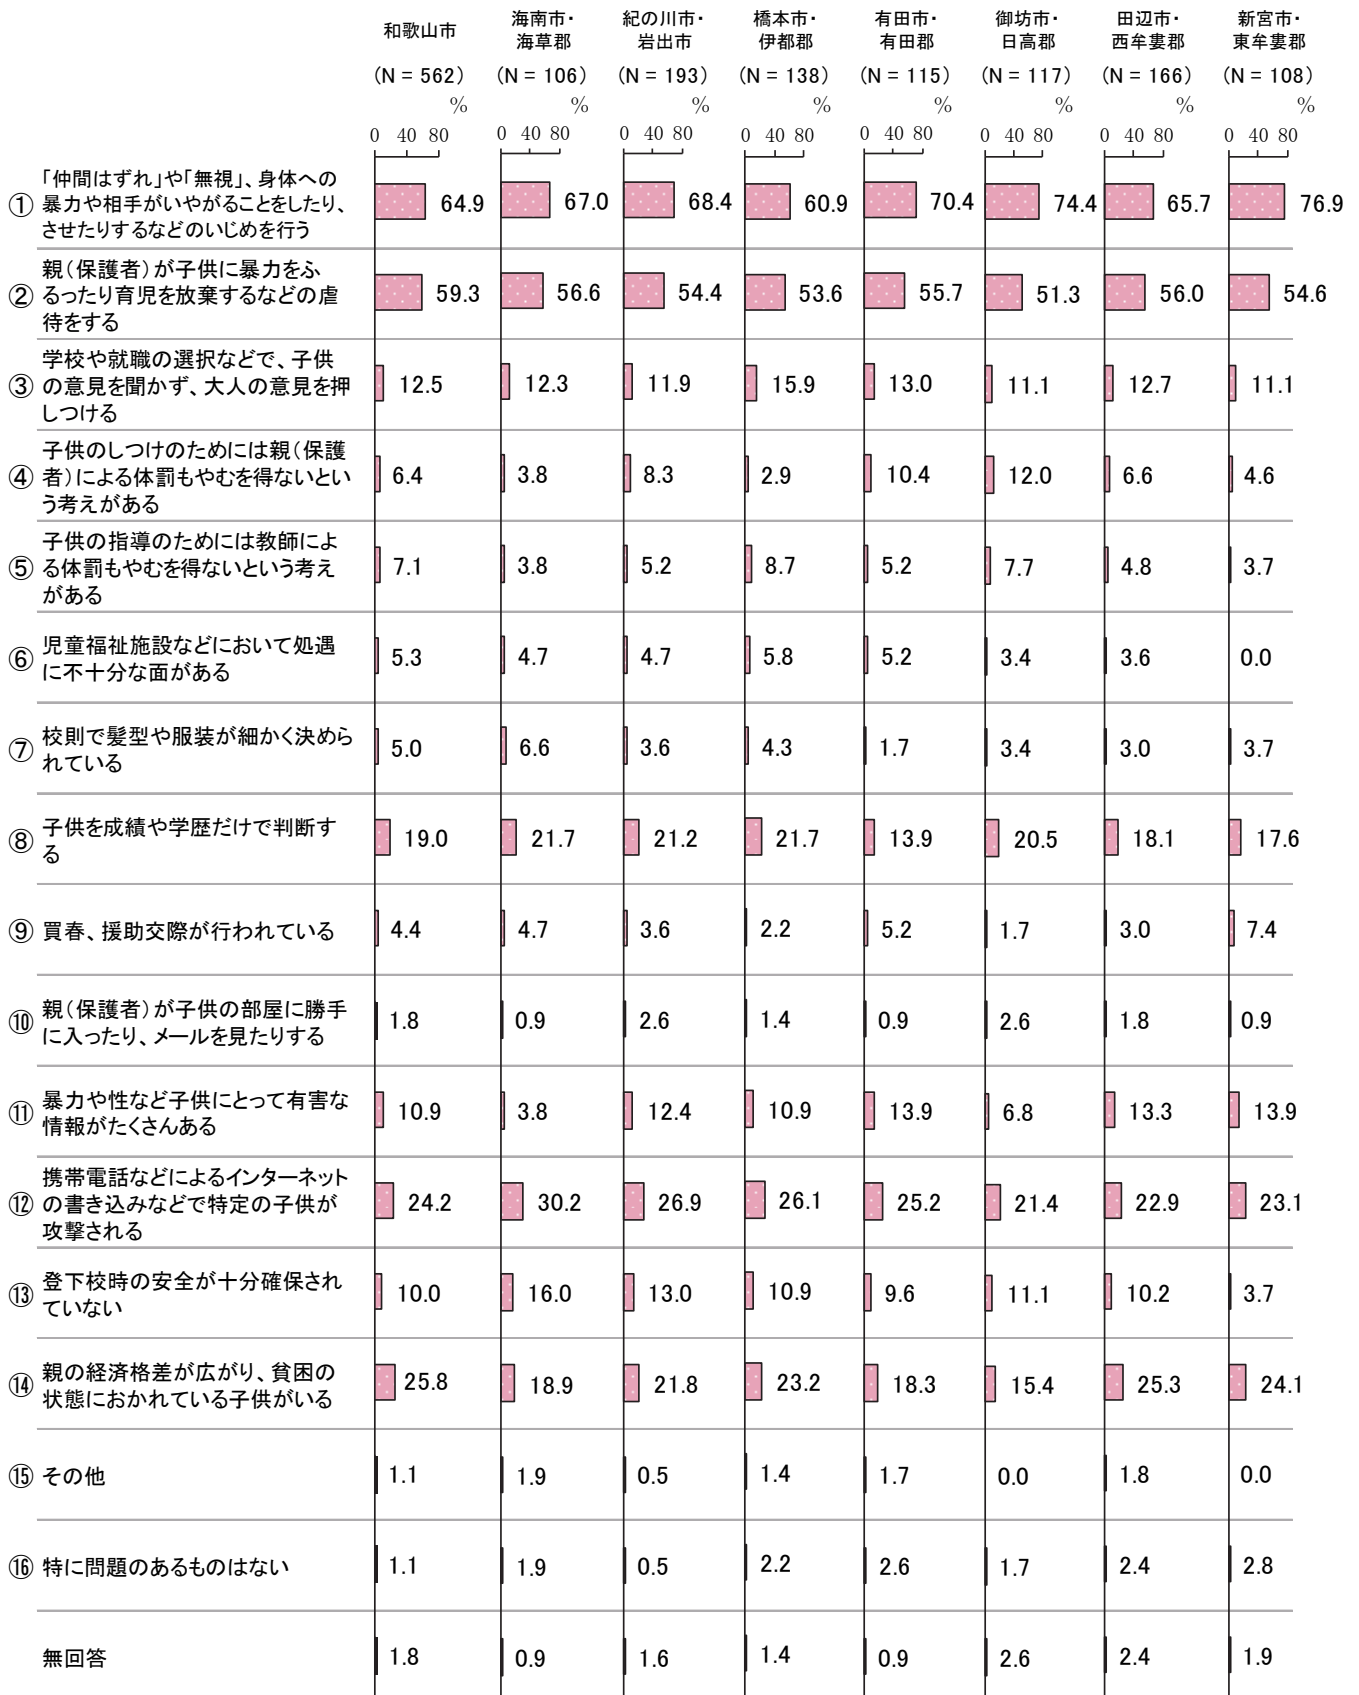 和歌山市
海南市・
海草郡
紀の川市・
岩出市
橋本市・
伊都郡
有田市・
有田郡
御坊市・
日高郡
田辺市・
西牟婁郡
新宮市・
東牟婁郡
（N = 562） （N = 106） （N = 193） （N = 138） （N = 115） （N = 117） （N = 166） （N = 108）
% % % % % % % %
0 40 80 0 40 80 0 40 80 0 40 80 0 40 80 0 40 80 0 40 80 0 40 80
① 「仲間はずれ」や「無視」、身体への
暴力や相手がいやがることをしたり、
させたりするなどのいじめを行う
64.9 67.0 68.4 60.9 70.4 74.4 65.7 76.9
② 親（保護者）が子供に暴力をふ
るったり育児を放棄するなどの虐
待をする
59.3 56.6 54.4 53.6 55.7 51.3 56.0 54.6
③ 学校や就職の選択などで、子供
の意見を聞かず、大人の意見を押
しつける
12.5 12.3 11.9 15.9 13.0 11.1 12.7 11.1
④ 子供のしつけのためには親（保護
者）による体罰もやむを得ないとい
う考えがある
6.4 3.8 8.3 2.9 10.4 12.0 6.6 4.6
⑤ 子供の指導のためには教師によ
る体罰もやむを得ないという考え
がある
7.1 3.8 5.2 8.7 5.2 7.7 4.8 3.7
⑥ 児童福祉施設などにおいて処遇
に不十分な面がある
5.3 4.7 4.7 5.8 5.2 3.4 3.6 0.0
⑦ 校則で髪型や服装が細かく決めら
れている
5.0 6.6 3.6 4.3 1.7 3.4 3.0 3.7
⑧ 子供を成績や学歴だけで判断す
る
19.0 21.7 21.2 21.7 13.9 20.5 18.1 17.6
⑨ 買春、援助交際が行われている
4.4 4.7 3.6 2.2 5.2 1.7 3.0 7.4
⑩ 親（保護者）が子供の部屋に勝手
に入ったり、メールを見たりする
1.8 0.9 2.6 1.4 0.9 2.6 1.8 0.9
⑪ 暴力や性など子供にとって有害な
情報がたくさんある
10.9 3.8 12.4 10.9 13.9 6.8 13.3 13.9
⑫ 携帯電話などによるインターネット
の書き込みなどで特定の子供が
攻撃される
24.2 30.2 26.9 26.1 25.2 21.4 22.9 23.1
⑬ 登下校時の安全が十分確保され
ていない
10.0 16.0 13.0 10.9 9.6 11.1 10.2 3.7
⑭ 親の経済格差が広がり、貧困の
状態におかれている子供がいる
25.8 18.9 21.8 23.2 18.3 15.4 25.3 24.1
⑮ その他
1.1 1.9 0.5 1.4 1.7 0.0 1.8 0.0
⑯ 特に問題のあるものはない
1.1 1.9 0.5 2.2 2.6 1.7 2.4 2.8
無回答
1.8 0.9 1.6 1.4 0.9 2.6 2.4 1.9